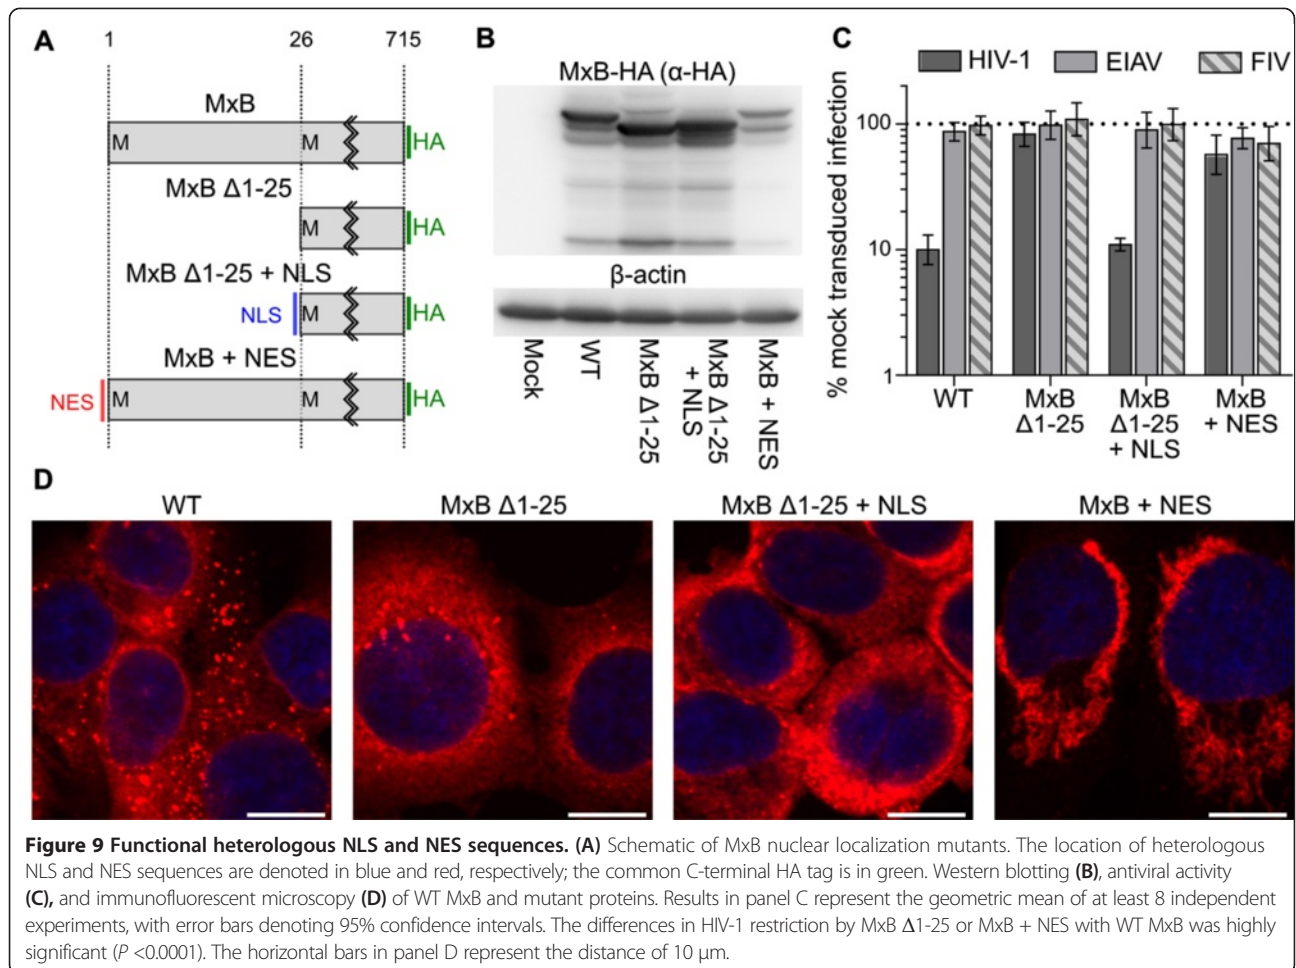 A
1 26 715
MxB
M M HA
MxB Δ1-25
M HA
MxB Δ1-25 + NLS
NLS M HA
MxB + NES
NES M M HA
B
MxB-HA (α-HA)
β-actin
Mock
WT
MxB Δ1-25
MxB Δ1-25
+ NLS
MxB + NES
C
HIV-1 EIAV FIV
% mock transduced infection
100
10
1
WT
MxB
Δ1-25
MxB
Δ1-25
+ NLS
MxB
+ NES
D
WT MxB Δ1-25 MxB Δ1-25 + NLS MxB + NES
Figure 9 Functional heterologous NLS and NES sequences. (A) Schematic of MxB nuclear localization mutants. The location of heterologous
NLS and NES sequences are denoted in blue and red, respectively; the common C-terminal HA tag is in green. Western blotting (B), antiviral activity
(C), and immunofluorescent microscopy (D) of WT MxB and mutant proteins. Results in panel C represent the geometric mean of at least 8 independent
experiments, with error bars denoting 95% confidence intervals. The differences in HIV-1 restriction by MxB Δ1-25 or MxB + NES with WT MxB was highly
significant (P <0.0001). The horizontal bars in panel D represent the distance of 10 μm.